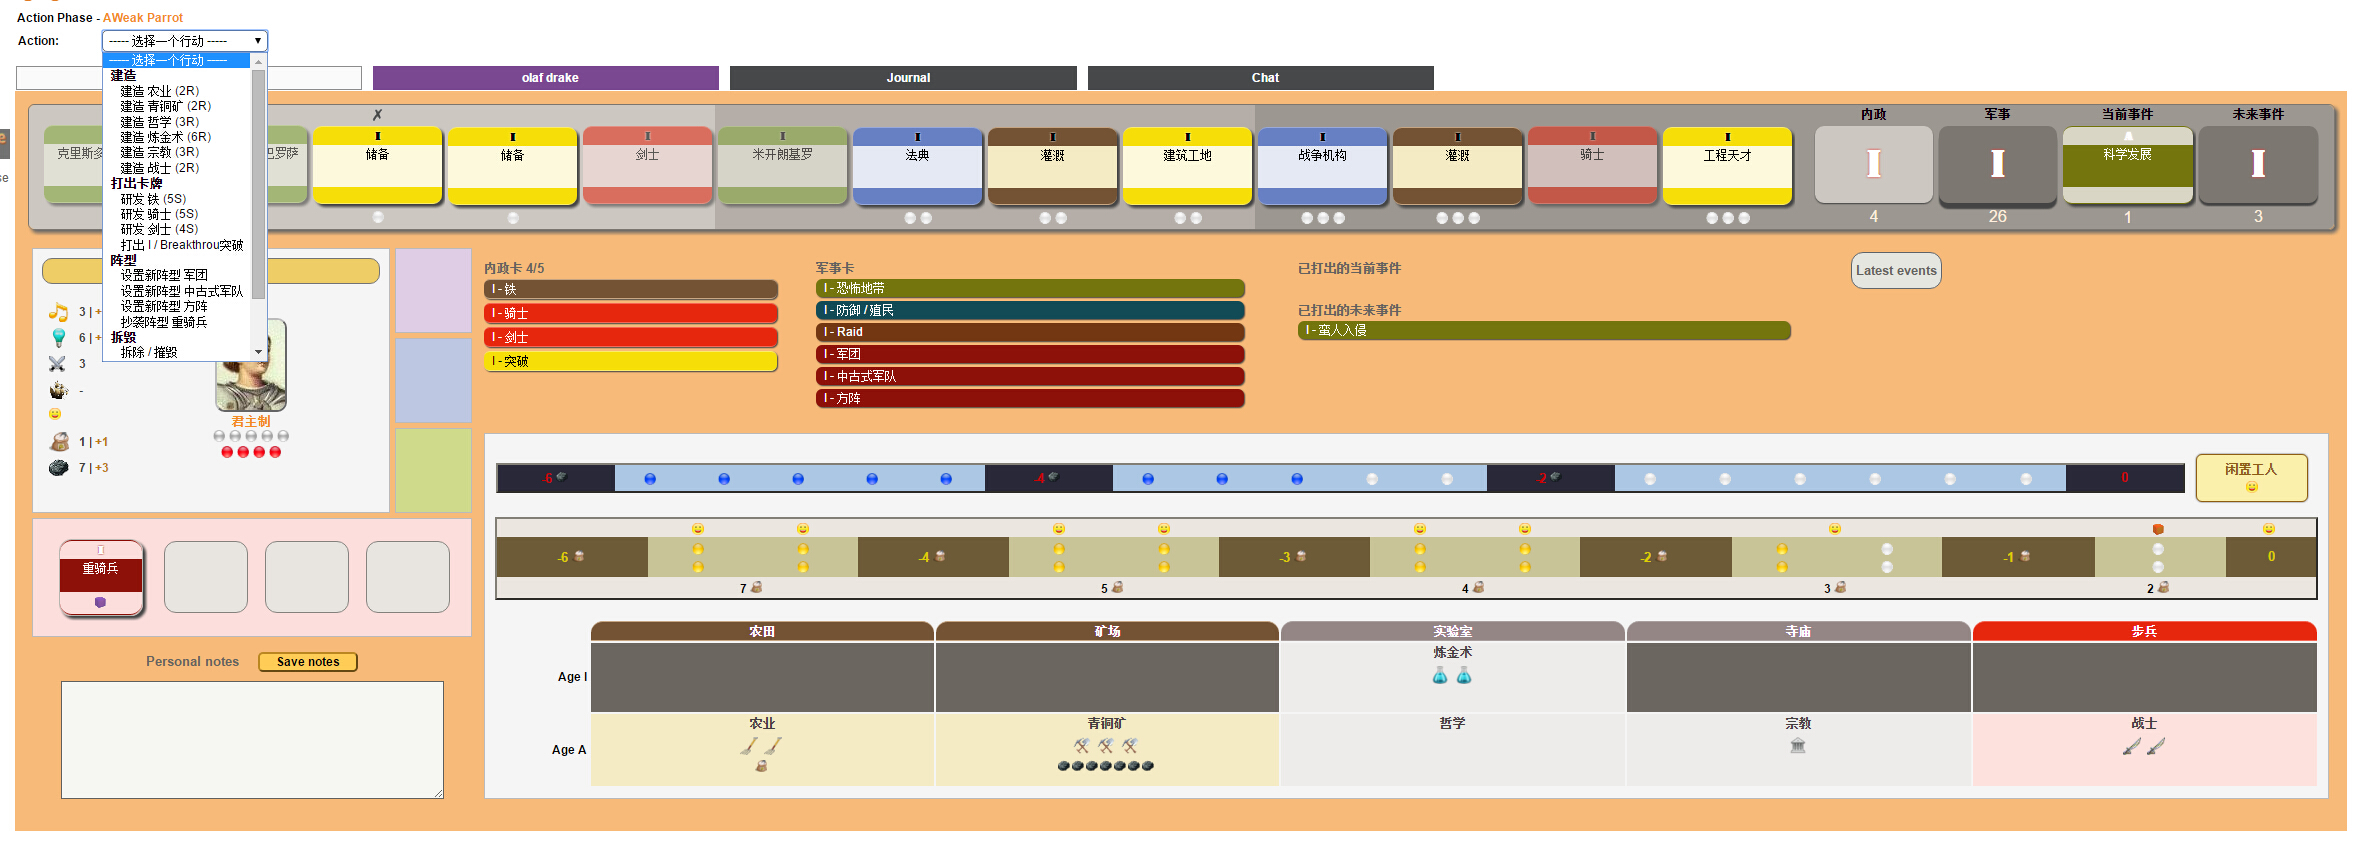 Action Phase - AWeak Parrot
Action:
----- 选择一个行动 -----
----- 选择一个行动 -----
建造
建造 农业 (2R)
建造 青铜矿 (2R)
建造 哲学 (3R)
建造 炼金术 (6R)
建造 宗教 (3R)
建造 战士 (2R)
打出卡牌
研发 铁 (5S)
研发 骑士 (5S)
研发 剑士 (4S)
打出 I / Breakthrou突破
阵型
设置新阵型 军团
设置新阵型 中古式军队
设置新阵型 方阵
抄袭阵型 重骑兵
拆毁
拆除 / 摧毁
olaf drake
Journal
Chat
✗
克里斯多
巴罗萨
I
储备
I
储备
I
剑士
I
米开朗基罗
I
法典
I
灌溉
I
建筑工地
I
战争机构
I
灌溉
I
骑士
I
工程天才
内政
I
4
军事
I
26
当前事件
A
科学发展
1
未来事件
I
3
3 | +
6 | +
3
-
1 | +1
7 | +3
君主制
内政卡 4/5
I - 铁
I - 骑士
I - 剑士
I - 突破
军事卡
I - 恐怖地带
I - 防御 / 殖民
I - Raid
I - 军团
I - 中古式军队
I - 方阵
已打出的当前事件
已打出的未来事件
I - 蛮人入侵
Latest events
I
重骑兵
Personal notes
Save notes
-6
-4
-2
0
闲置工人
-6
-4
-3
-2
-1
0
7
5
4
3
2
农田
矿场
实验室
寺庙
步兵
Age I
炼金术
Age A
农业
青铜矿
哲学
宗教
战士